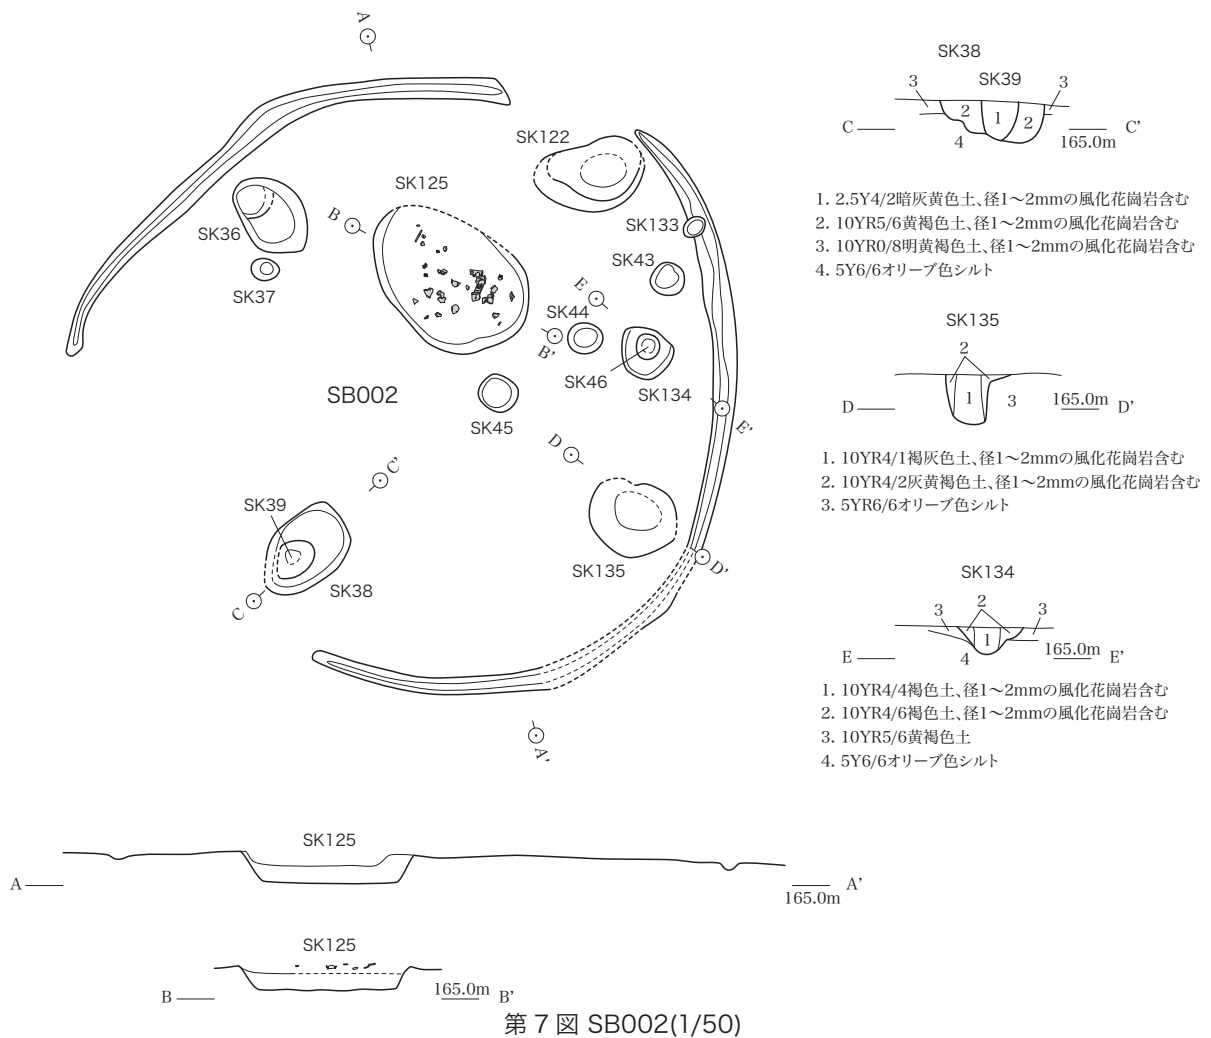 A
SK122
SK125
B
SK36
SK133
SK37
SK43
E
SK44
B’
SK46
SB002
SK134
SK45
E’
D
C’
SK39
SK135
D’
SK38
C
A’
SK38
SK39
3
3
2
1
2
C
4
165.0m
C’
1. 2.5Y4/2暗灰黄色土、径1〜2mmの風化花崗岩含む
2. 10YR5/6黄褐色土、径1〜2mmの風化花崗岩含む
3. 10YR0/8明黄褐色土、径1〜2mmの風化花崗岩含む
4. 5Y6/6オリーブ色シルト
SK135
2
1
3
D
165.0m
D’
1. 10YR4/1褐灰色土、径1〜2mmの風化花崗岩含む
2. 10YR4/2灰黄褐色土、径1〜2mmの風化花崗岩含む
3. 5YR6/6オリーブ色シルト
SK134
2
3
3
1
E
4
165.0m
E’
1. 10YR4/4褐色土、径1〜2mmの風化花崗岩含む
2. 10YR4/6褐色土、径1〜2mmの風化花崗岩含む
3. 10YR5/6黄褐色土
4. 5Y6/6オリーブ色シルト
SK125
A
165.0m
A’
SK125
B
165.0m
B’
第 7 図 SB002(1/50)